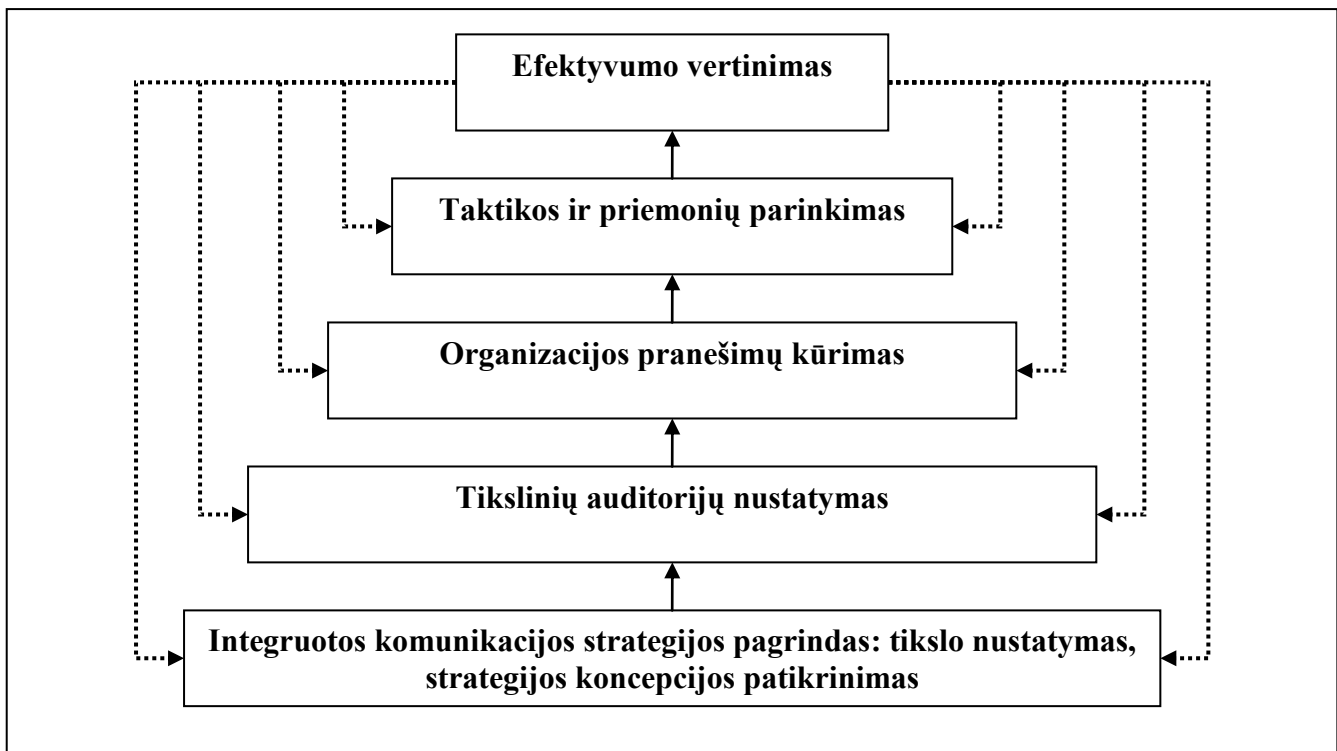 Efektyvumo vertinimas
Taktikos ir priemonių parinkimas
Organizacijos pranešimų kūrimas
Tikslinių auditorijų nustatymas
Integruotos komunikacijos strategijos pagrindas: tikslo nustatymas,
strategijos koncepcijos patikrinimas